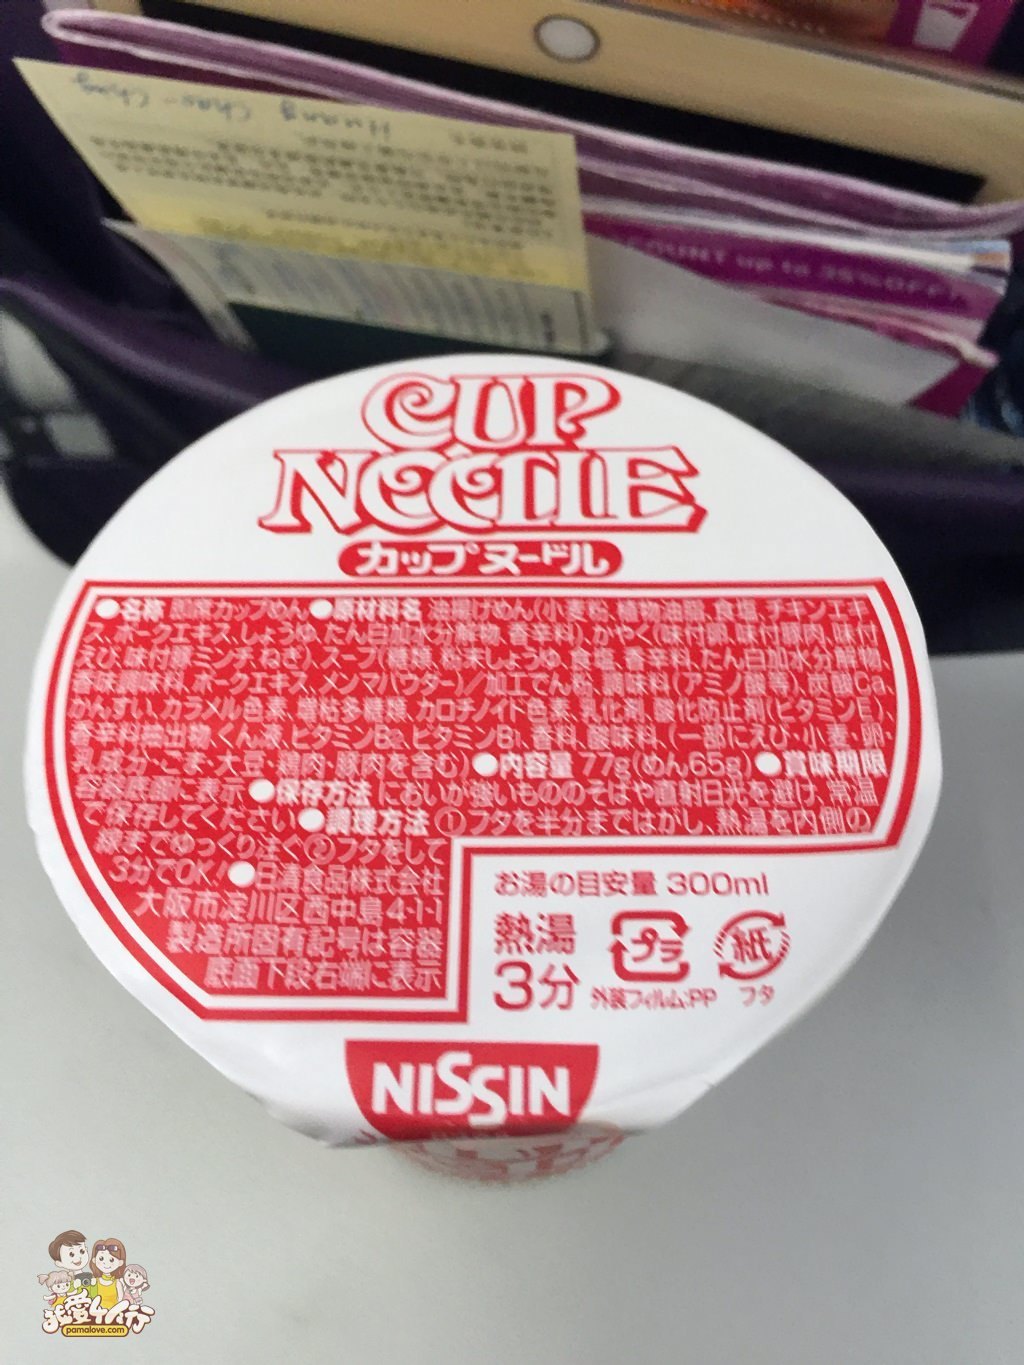 Huang Chao-Ching
COUNT up to 35%OFF
CUP
NOODLE
カップヌードル
●名称 即席カップめん●原材料名 油揚げめん(小麦粉、植物油脂、食塩、チキンエキ
ス、ポークエキス、しょうゆ、たん白加水分解物、香辛料)、かやく(味付卵、味付豚肉、味付
えび、味付豚ミンチ、ねぎ)、スープ(糖類、粉末しょうゆ、食塩、香辛料、たん白加水分解物、
香味調味料、ポークエキス、メンマパウダー)／加工でん粉、調味料(アミノ酸等)、炭酸Ca、
かんすい、カラメル色素、増粘多糖類、カロチノイド色素、乳化剤、酸化防止剤(ビタミンE)、
香辛料抽出物、くん液、ビタミンB2、ビタミンB1、香料、酸味料、(一部にえび・小麦・卵・
乳成分・ごま・大豆・鶏肉・豚肉を含む)●内容量 77g(めん65g)●賞味期限
容器底面に表示●保存方法 においが強いもののそばや直射日光を避け、常温
で保存してください●調理方法 ①フタを半分まではがし、熱湯を内側の
線までゆっくり注ぐ②フタをして
3分でOK!●日清食品株式会社
大阪市淀川区西中島4-1-1
製造所固有記号は容器
底面下段右端に表示
お湯の目安量 300ml
熱湯
3分
プラ
外装フィルム:PP
紙
フタ
NISSIN
我愛4人行
pamalove.com